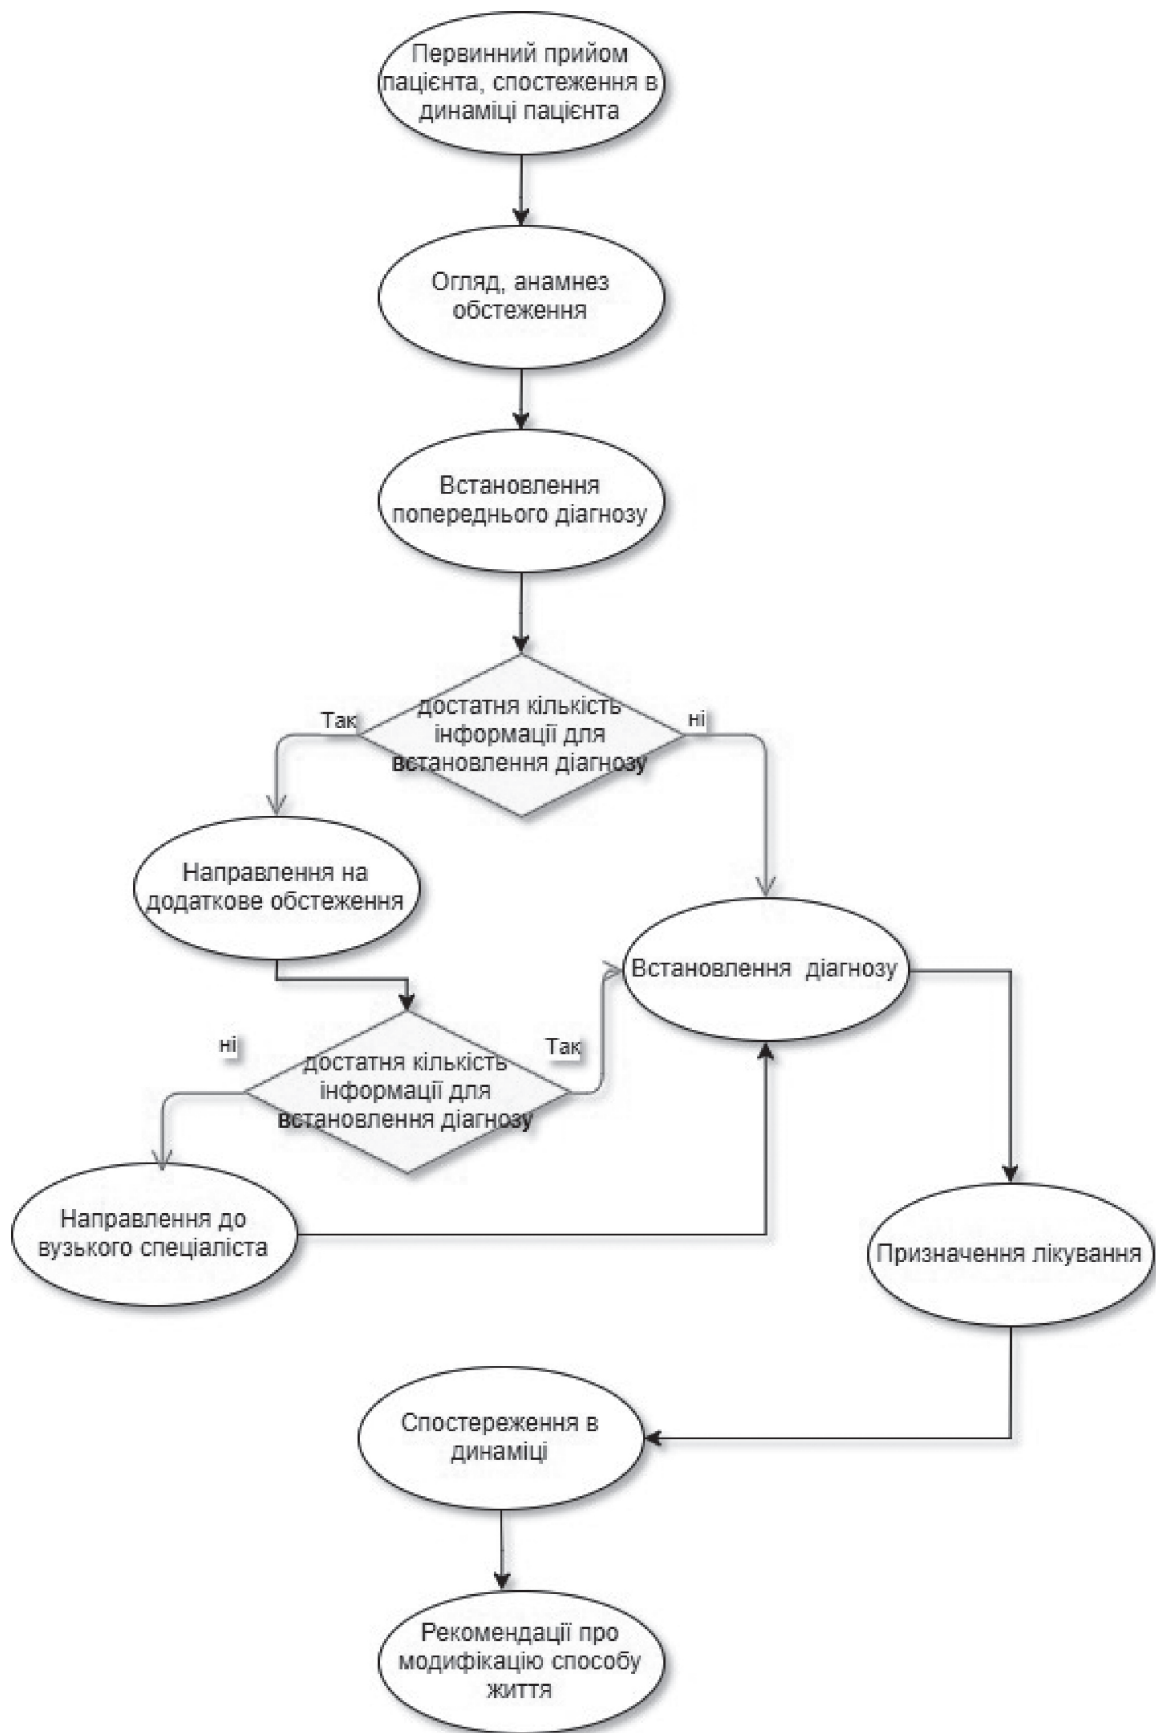 Первинний прийом
пацієнта, спостеження в
динаміці пацієнта
Огляд, анамнез
обстеження
Встановлення
попереднього діагнозу
достатня кількість
інформації для
встановлення діагнозу
Так
ні
Направлення на
додаткове обстеження
Встановлення діагнозу
ні
достатня кількість
інформації для
встановлення діагнозу
Так
Направлення до
вузького спеціаліста
Призначення лікування
Спостереження в
динаміці
Рекомендації про
модифікацію способу
життя